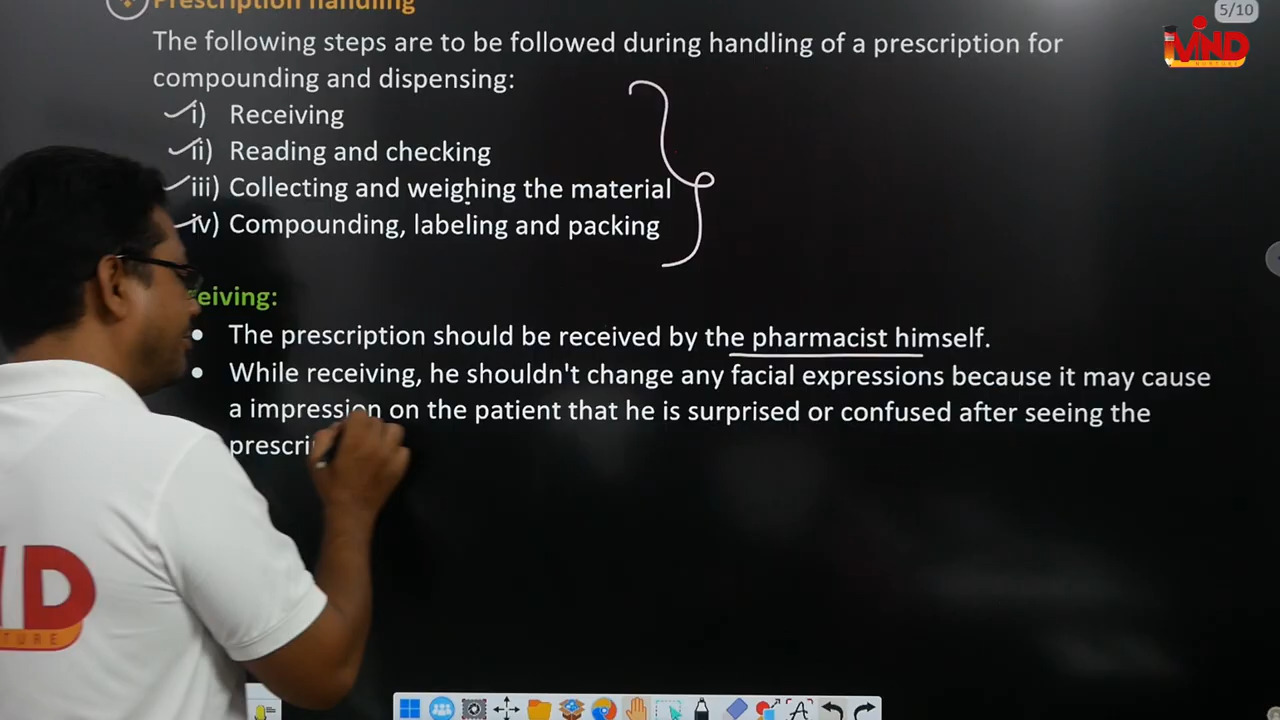 Prescription handling
5/10
MIND
NURTURE
The following steps are to be followed during handling of a prescription for
compounding and dispensing:
i) Receiving
ii) Reading and checking
iii) Collecting and weighing the material
iv) Compounding, labeling and packing
eiving:
• The prescription should be received by the pharmacist himself.
• While receiving, he shouldn't change any facial expressions because it may cause
a impression on the patient that he is surprised or confused after seeing the
prescri